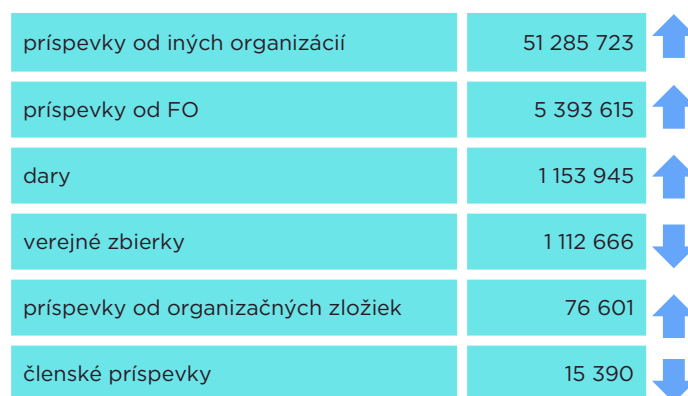 príspevky od iných organizácií 51 285 723
príspevky od FO 5 393 615
dary 1 153 945
verejné zbierky 1 112 666
príspevky od organizačných zložiek 76 601
členské príspevky 15 390